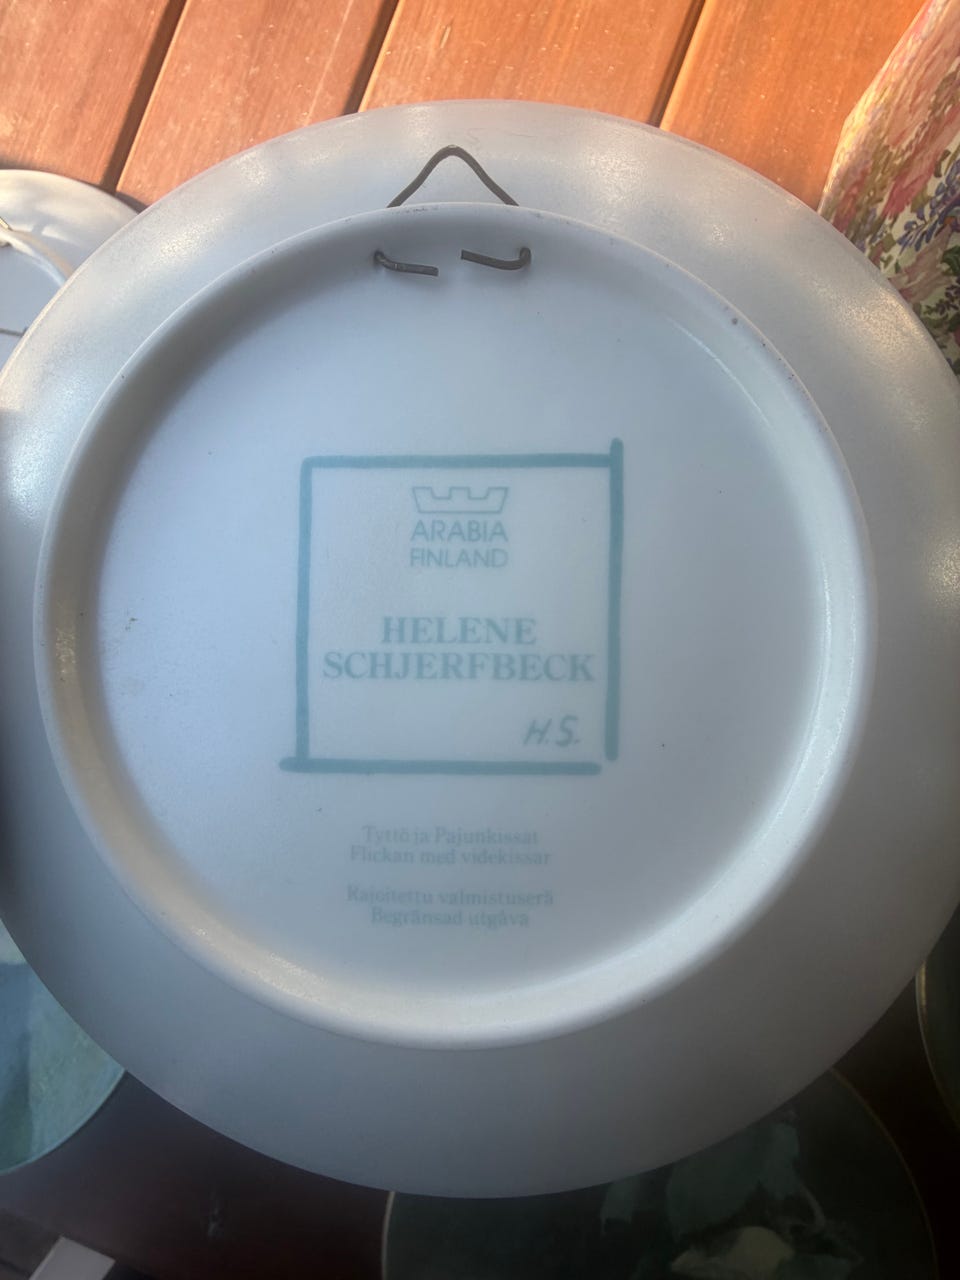 ARABIA
FINLAND
HELENE
SCHJERFBECK
H.S.
Tyttö ja Pajunkissat
Flickan med videkissar
Rajoitettu valmistuserä
Begränsad utgåva